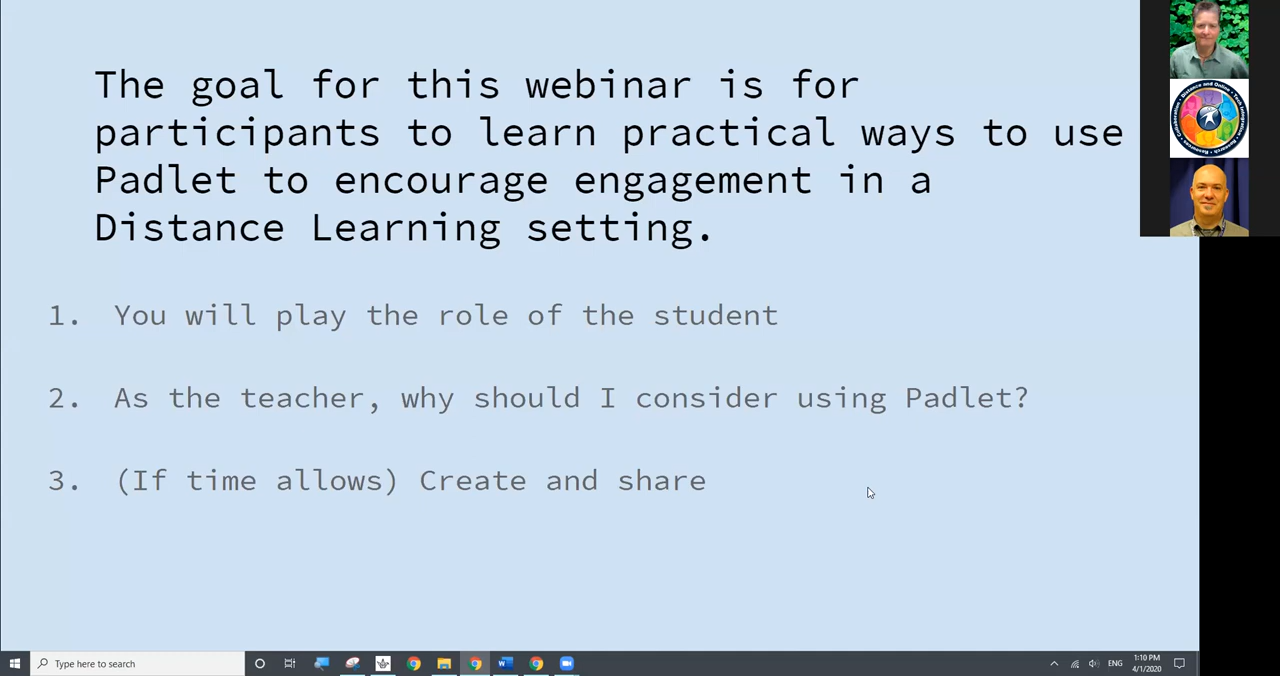 The goal for this webinar is for
participants to learn practical ways to use
Padlet to encourage engagement in a
Distance Learning setting.
1. You will play the role of the student
2. As the teacher, why should I consider using Padlet?
3. (If time allows) Create and share
Type here to search
ENG
1:10 PM
4/1/2020